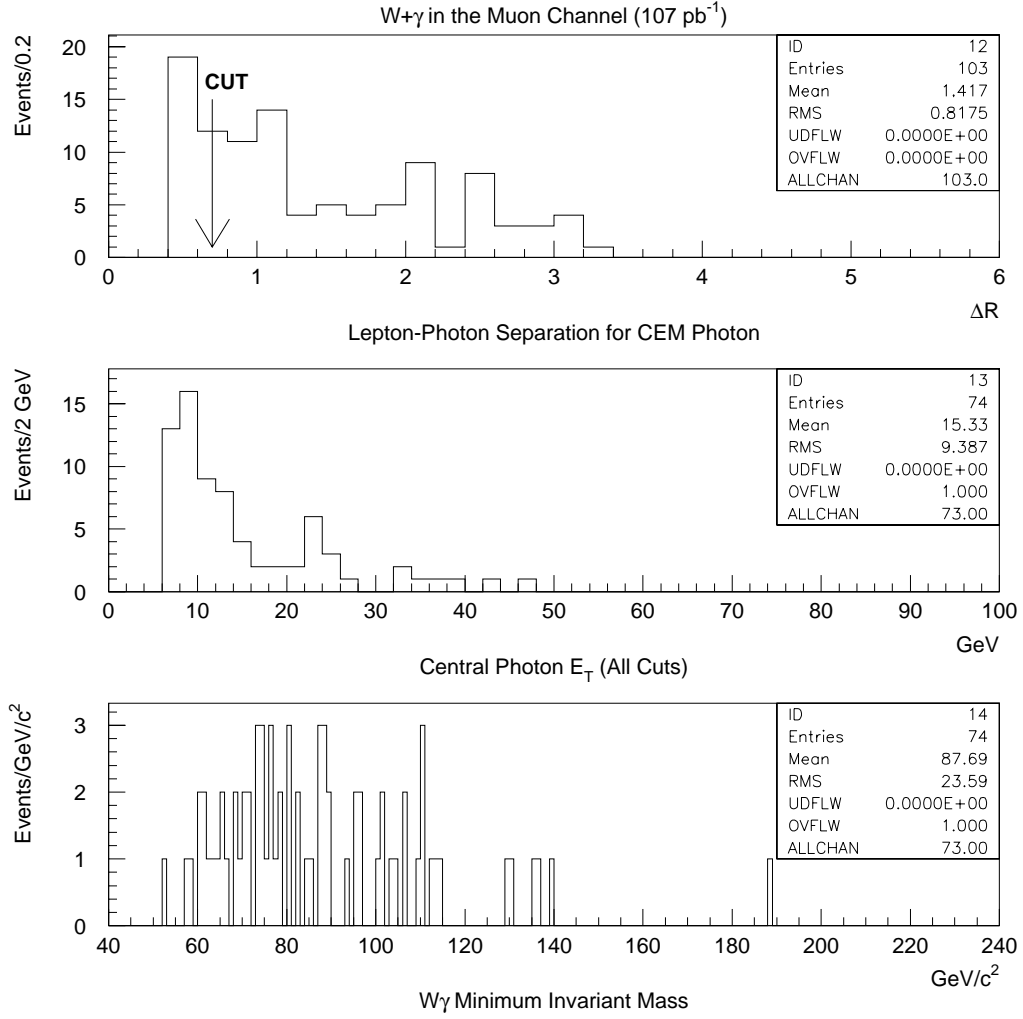 W+γ in the Muon Channel (107 pb⁻¹)
Events/0.2
20
15
10
5
0
CUT
ID 12
Entries 103
Mean 1.417
RMS 0.8175
UDFLW 0.0000E+00
OVFLW 0.0000E+00
ALLCHAN 103.0
0 1 2 3 4 5 6
ΔR
Lepton-Photon Separation for CEM Photon
Events/2 GeV
15
10
5
0
ID 13
Entries 74
Mean 15.33
RMS 9.387
UDFLW 0.0000E+00
OVFLW 1.000
ALLCHAN 73.00
0 10 20 30 40 50 60 70 80 90 100
GeV
Central Photon E_T (All Cuts)
Events/GeV/c²
3
2
1
0
ID 14
Entries 74
Mean 87.69
RMS 23.59
UDFLW 0.0000E+00
OVFLW 1.000
ALLCHAN 73.00
40 60 80 100 120 140 160 180 200 220 240
GeV/c²
Wγ Minimum Invariant Mass